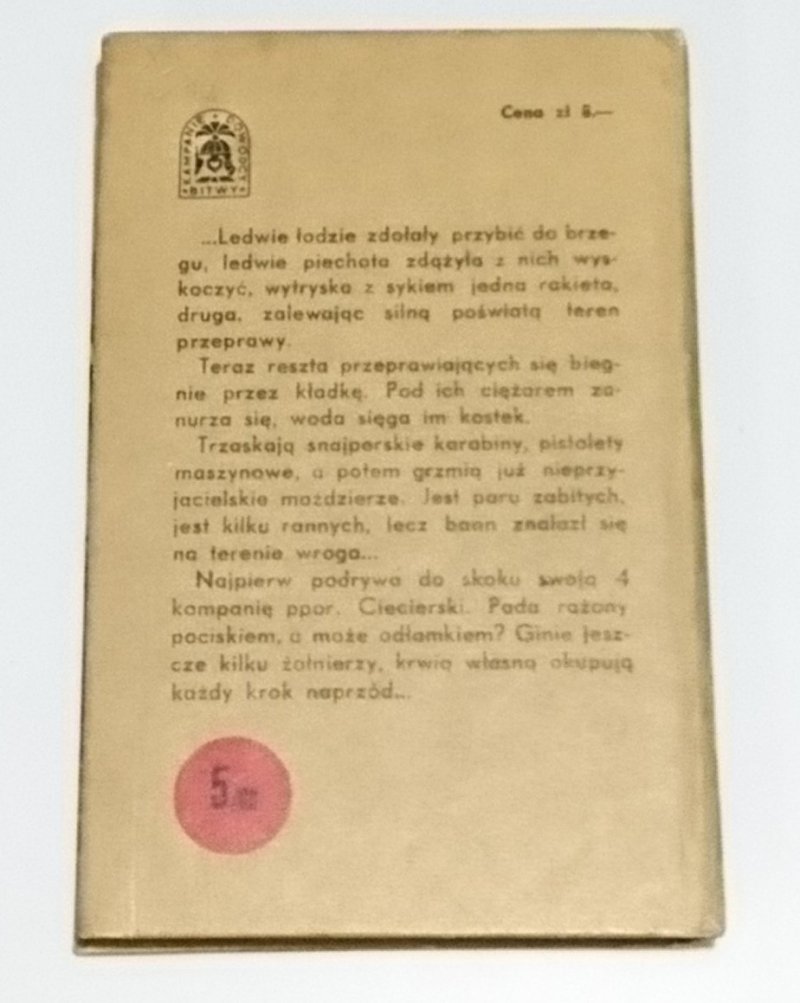 KAMPANIE • DOWÓDCY
• BITWY •
Cena zł
...Ledwie łodzie zdołały przybić do brze-
gu, ledwie piechota zdążyła z nich wys-
koczyć, wytryska z sykiem jedna rakieta,
druga, zalewając silną poświatą teren
przeprawy.
Teraz reszta przeprawiających się bieg-
nie przez kładkę. Pod ich ciężarem za-
nurza się, woda sięga im kostek.
Trzaskają snajperskie karabiny, pistolety
maszynowe, a potem grzmią już nieprzy-
jacielskie moździerze. Jest paru zabitych,
jest kilku rannych, lecz baon znalazł się
na terenie wroga...
Najpierw podrywa do skoku swoją 4
kompanię ppor. Ciecierski. Pada rażony
pociskiem, a może odłamkiem? Ginie jesz-
cze kilku żołnierzy, krwią własną okupują
każdy krok naprzód...
5